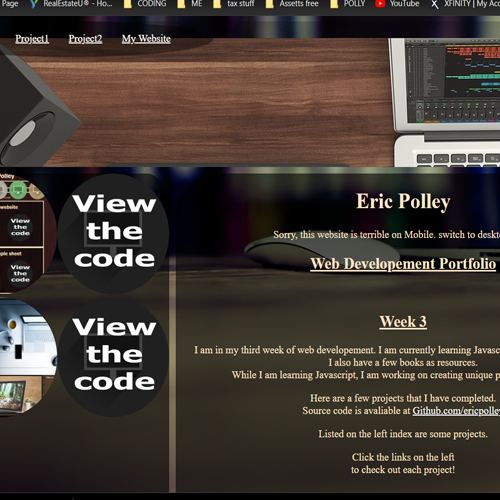 Page RealEstateU® - Ho... CODING ME tax stuff Assetts free POLLY YouTube XFINITY | My Acc
Project1 Project2 My Website
Polley
website
ple sheet
View
the
code
View
the
code
Eric Polley
Sorry, this website is terrible on Mobile. switch to deskt
Web Developement Portfolio
Week 3
I am in my third week of web developement. I am currently learning Javasc
I also have a few books as resources.
While I am learning Javascript, I am working on creating unique p
Here are a few projects that I have completed.
Source code is avaliable at Github.com/ericpolley
Listed on the left index are some projects.
Click the links on the left
to check out each project!